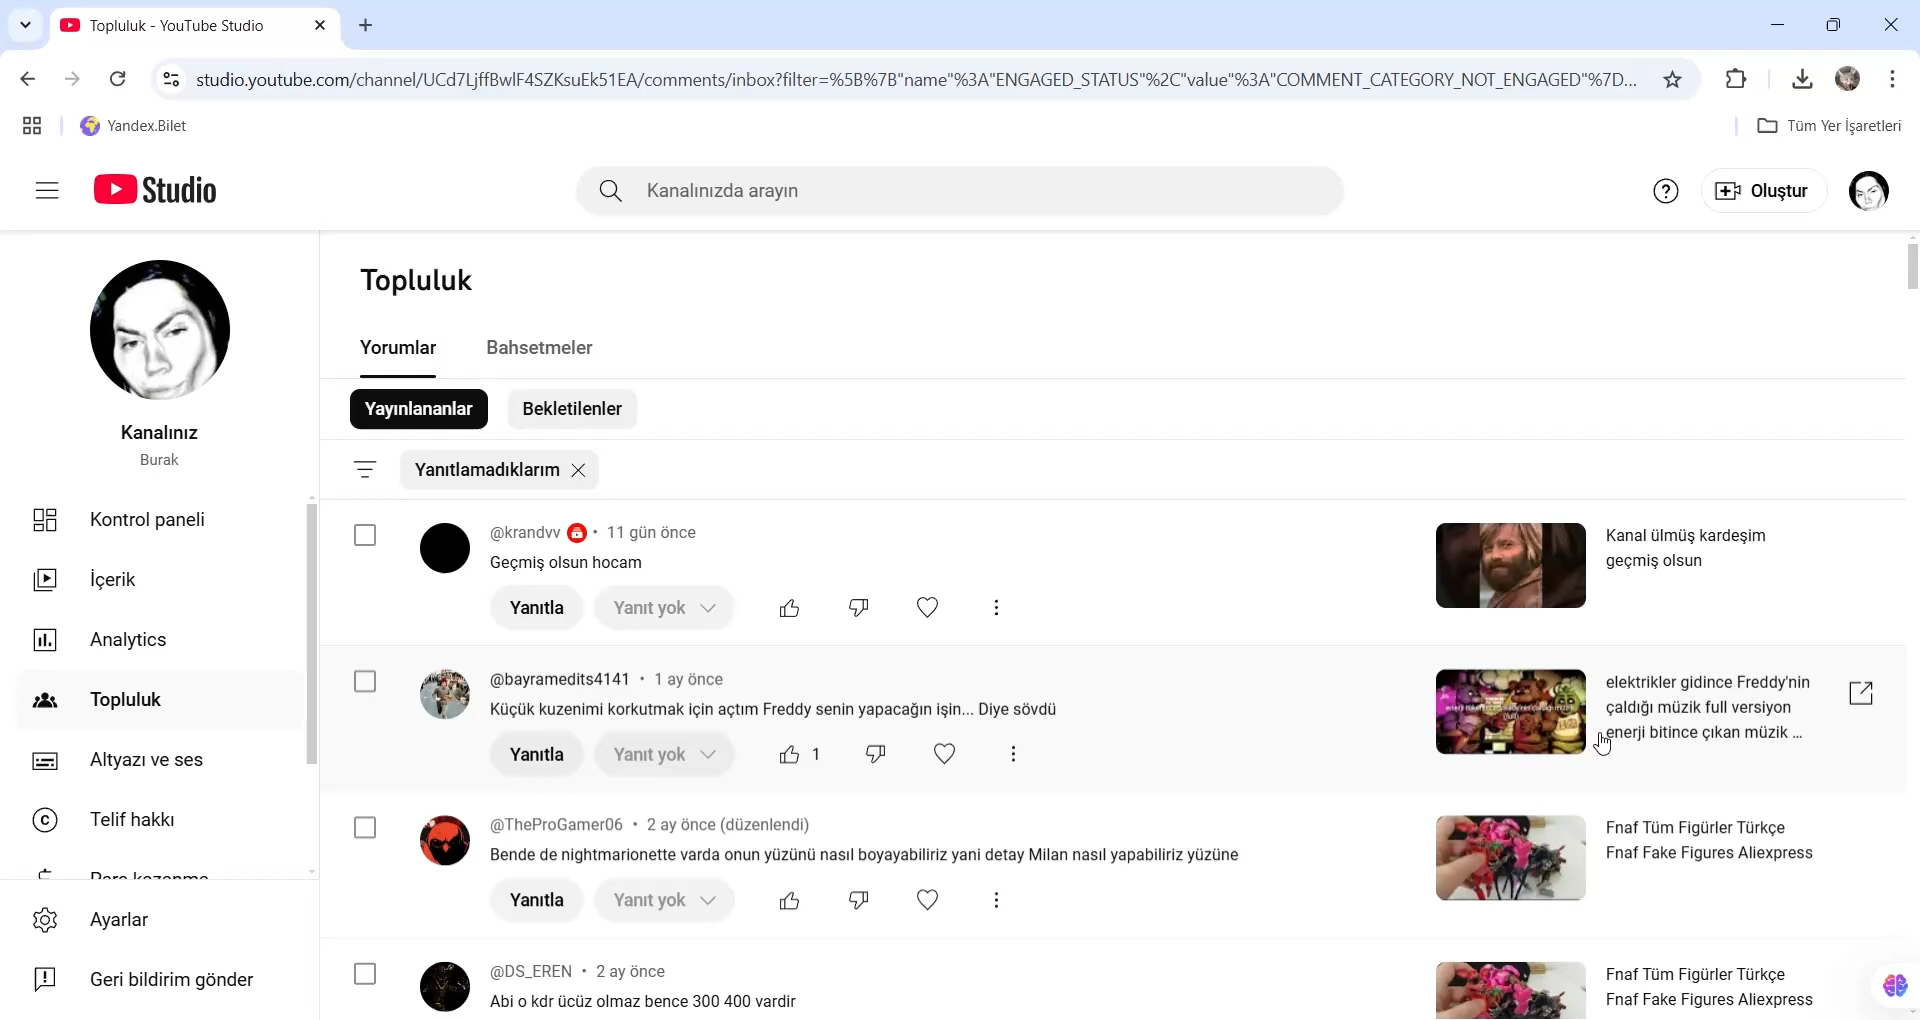 Topluluk - YouTube Studio
studio.youtube.com/channel/UCd7LjffBwlF4SZKsuEk51EA/comments/inbox?filter=%5B%7B"name"%3A"ENGAGED_STATUS"%2C"value"%3A"COMMENT_CATEGORY_NOT_ENGAGED"%7D...
Yandex.Bilet
Tüm Yer İşaretleri
Studio
Kanalınızda arayın
Oluştur
Kanalınız
Burak
Kontrol paneli
İçerik
Analytics
Topluluk
Altyazı ve ses
Telif hakkı
Para kazanma
Ayarlar
Geri bildirim gönder
Topluluk
Yorumlar
Bahsetmeler
Yayınlananlar
Bekletilenler
Yanıtlamadıklarım
@krandvv • 11 gün önce
Geçmiş olsun hocam
Yanıtla
Yanıt yok
Kanal ülmüş kardeşim
geçmiş olsun
@bayramedits4141 • 1 ay önce
Küçük kuzenimi korkutmak için açtım Freddy senin yapacağın işin... Diye sövdü
Yanıtla
Yanıt yok
1
elektrikler gidince Freddy'nin
çaldığı müzik full versiyon
enerji bitince çıkan müzik ...
@TheProGamer06 • 2 ay önce (düzenlendi)
Bende de nightmarionette varda onun yüzünü nasıl boyayabiliriz yani detay Milan nasıl yapabiliriz yüzüne
Yanıtla
Yanıt yok
Fnaf Tüm Figürler Türkçe
Fnaf Fake Figures Aliexpress
@DS_EREN • 2 ay önce
Abi o kdr ücüz olmaz bence 300 400 vardir
Fnaf Tüm Figürler Türkçe
Fnaf Fake Figures Aliexpress